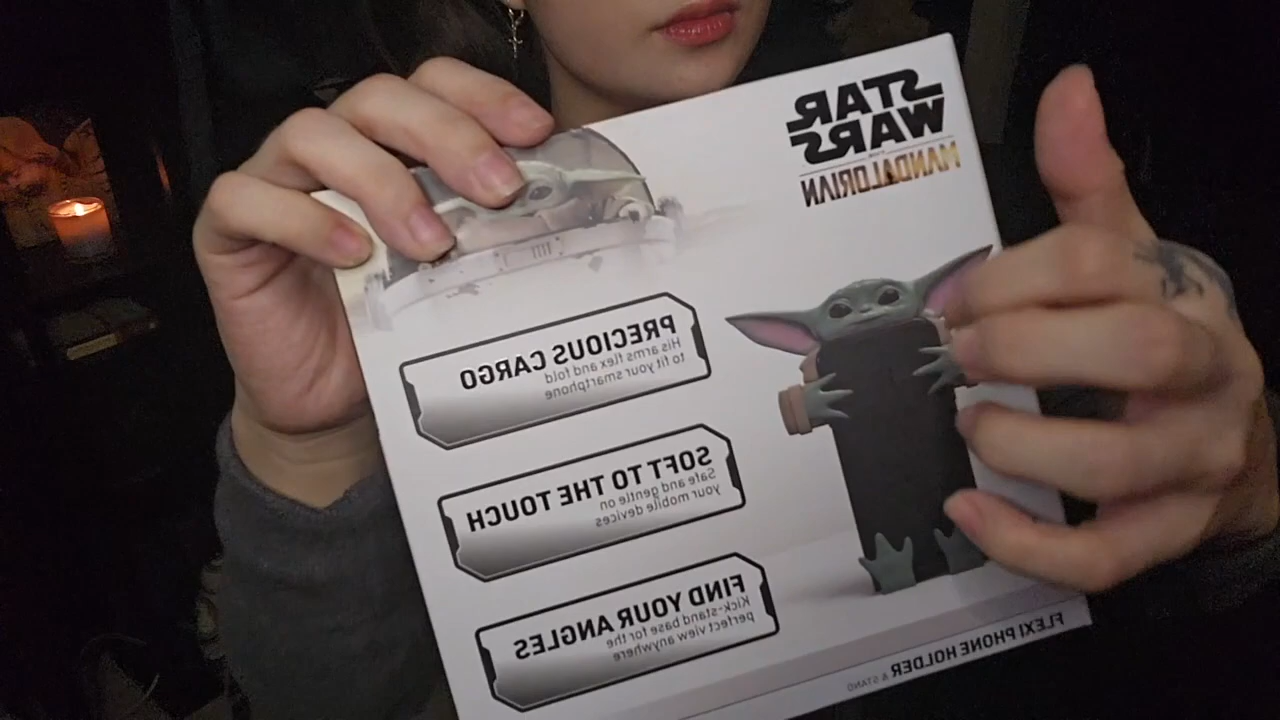 STAR
WARS
THE
MANDALORIAN
PRECIOUS CARGO
His arms flex and fold
to fit your smartphone
SOFT TO THE TOUCH
Safe and gentle on
your mobile devices
FIND YOUR ANGLES
Kick-stand base for the
perfect view anywhere
FLEXI PHONE HOLDER & STAND